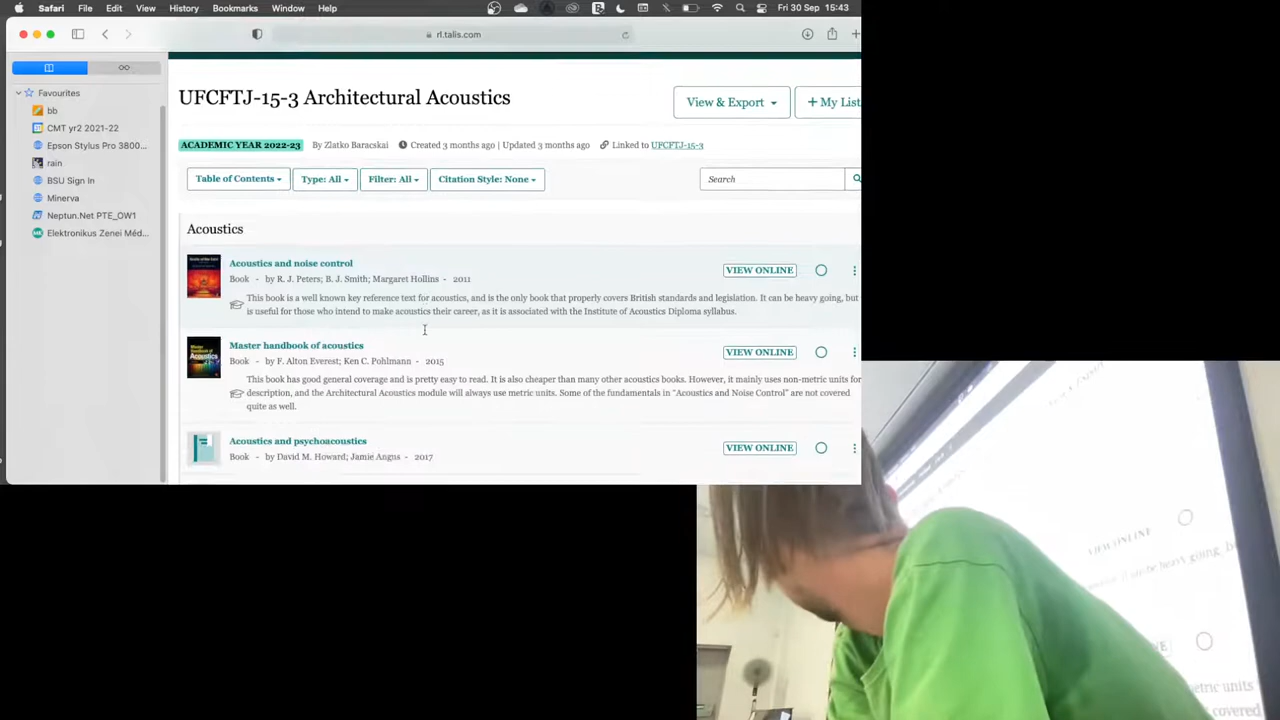 Safari File Edit View History Bookmarks Window Help Fri 30 Sep 15:43
rl.talis.com
Favourites
bb
CMT yr2 2021-22
Epson Stylus Pro 3800...
rain
BSU Sign In
Minerva
Neptun.Net PTE_OW1
Elektronikus Zenei Méd...
UFCFTJ-15-3 Architectural Acoustics
View & Export
+ My List
ACADEMIC YEAR 2022-23 By Zlatko Baracskai Created 3 months ago | Updated 3 months ago Linked to UFCFTJ-15-3
Table of Contents Type: All Filter: All Citation Style: None Search
Acoustics
Acoustics and noise control
Book - by R. J. Peters; B. J. Smith; Margaret Hollins - 2011
VIEW ONLINE
This book is a well known key reference text for acoustics, and is the only book that properly covers British standards and legislation. It can be heavy going, but
is useful for those who intend to make acoustics their career, as it is associated with the Institute of Acoustics Diploma syllabus.
Master handbook of acoustics
Book - by F. Alton Everest; Ken C. Pohlmann - 2015
VIEW ONLINE
This book has good general coverage and is pretty easy to read. It is also cheaper than many other acoustics books. However, it mainly uses non-metric units for
description, and the Architectural Acoustics module will always use metric units. Some of the fundamentals in "Acoustics and Noise Control" are not covered
quite as well.
Acoustics and psychoacoustics
Book - by David M. Howard; Jamie Angus - 2017
VIEW ONLINE
VIEW ONLINE
heavy going b
NE
metric units
covered